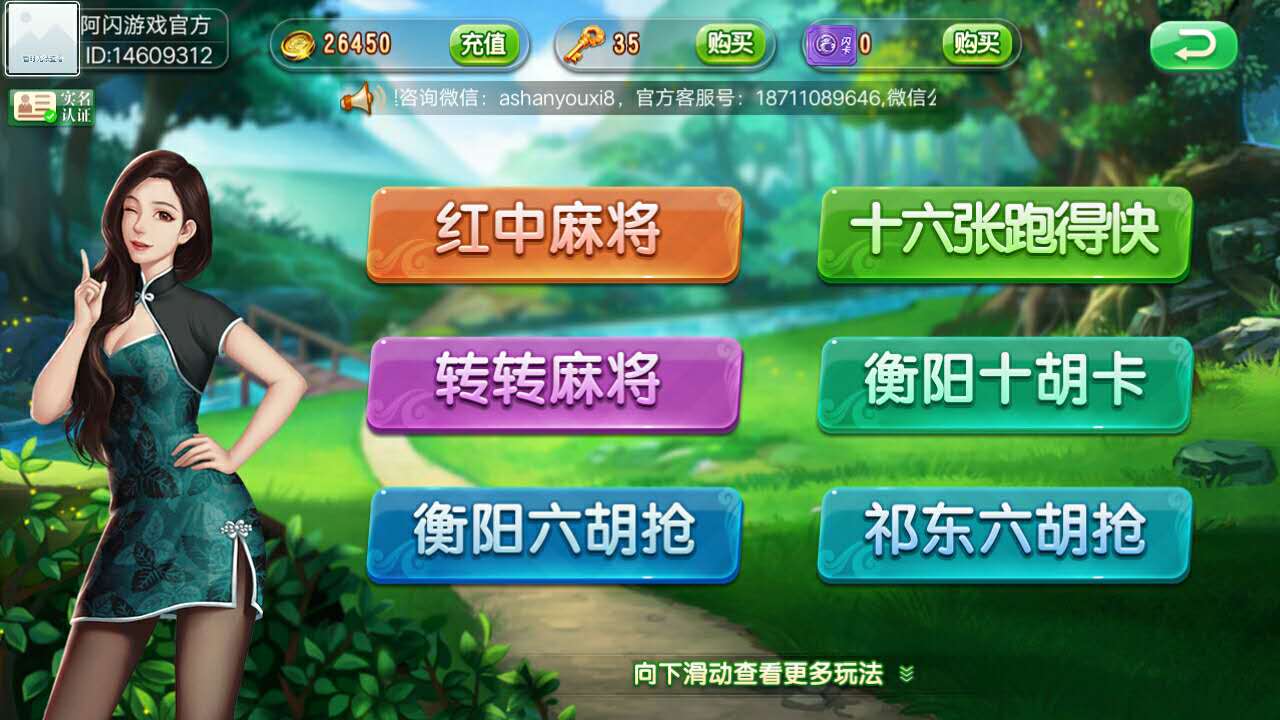 阿闪游戏官方
ID:14609312
26450
充值
35
购买
闪卡
0
购买
实名
认证
!咨询微信：ashanyouxi8，官方客服号：18711089646,微信公
红中麻将
十六张跑得快
转转麻将
衡阳十胡卡
衡阳六胡抢
祁东六胡抢
向下滑动查看更多玩法